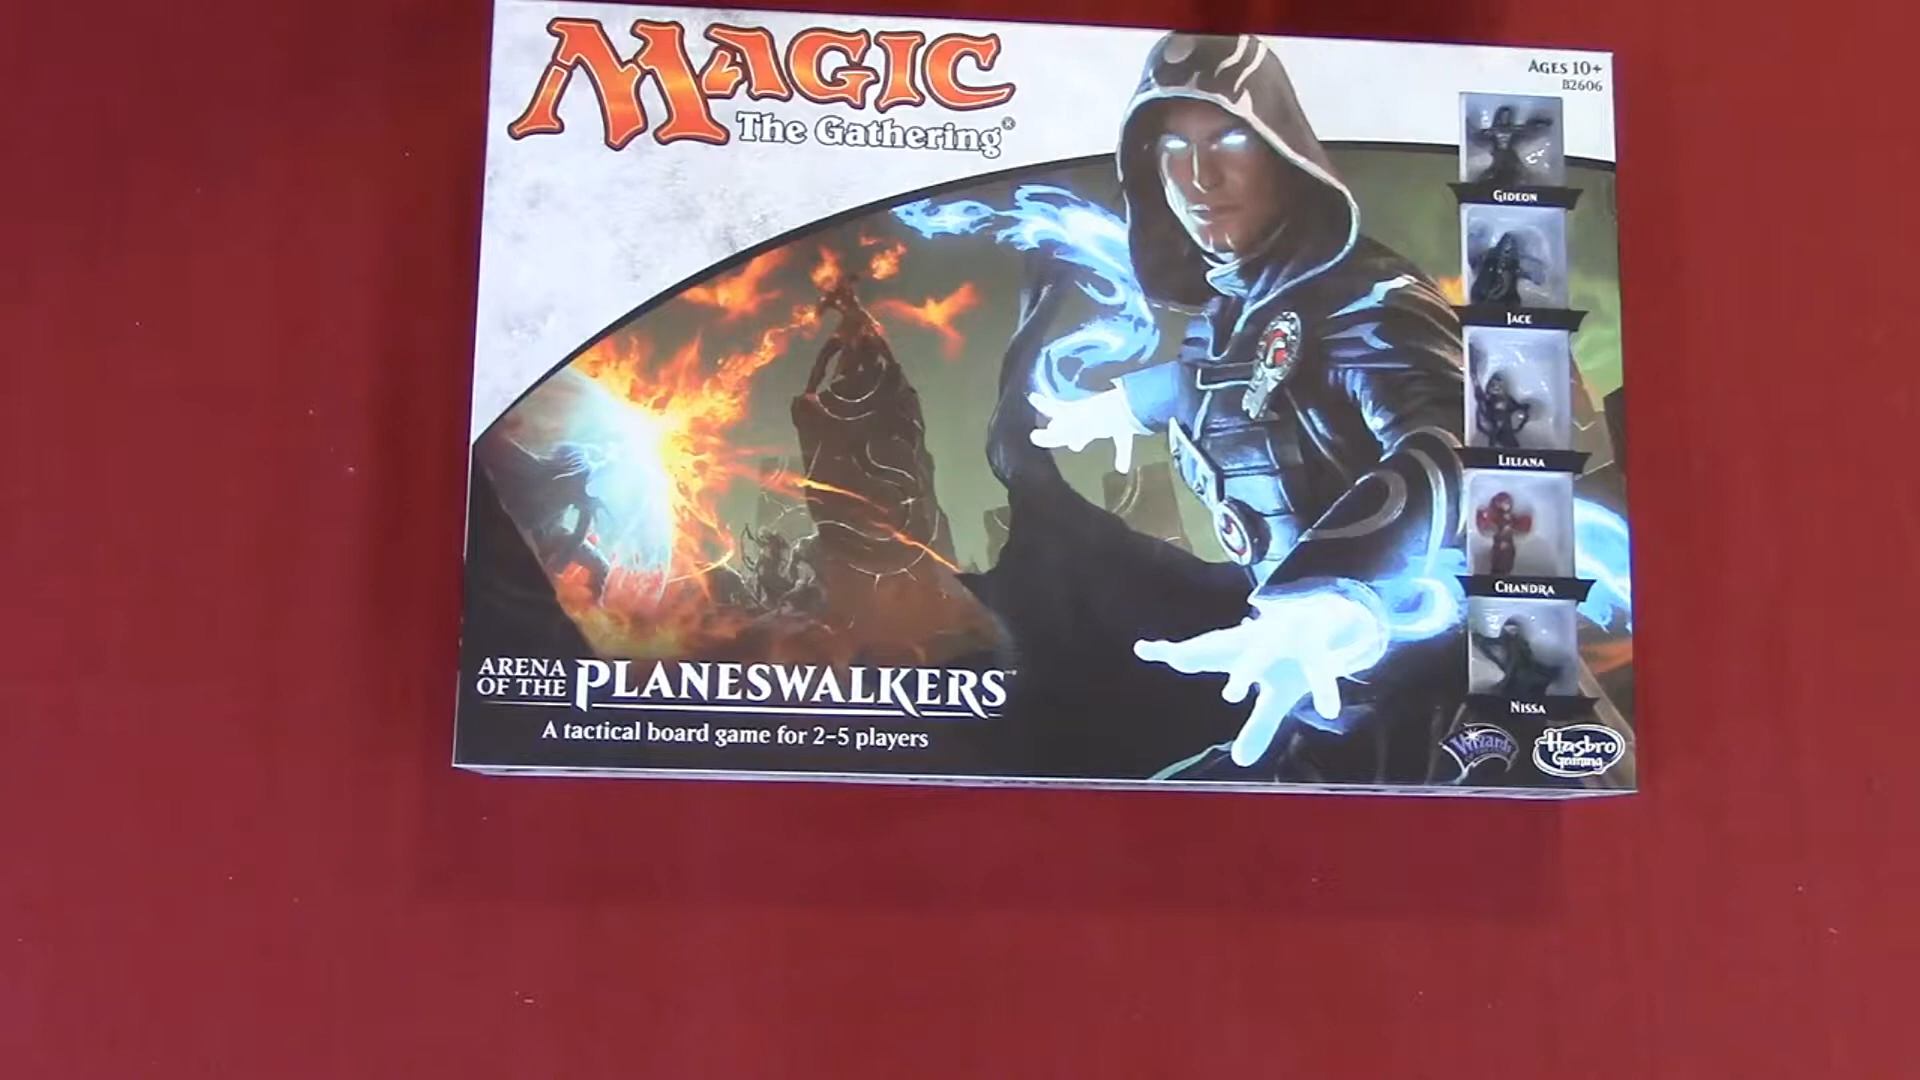 MAGIC
The Gathering®
AGES 10+
B2606
GIDEON
JACE
LILIANA
CHANDRA
NISSA
ARENA
OF THE
PLANESWALKERS™
A tactical board game for 2-5 players
Wizards
Hasbro
Gaming